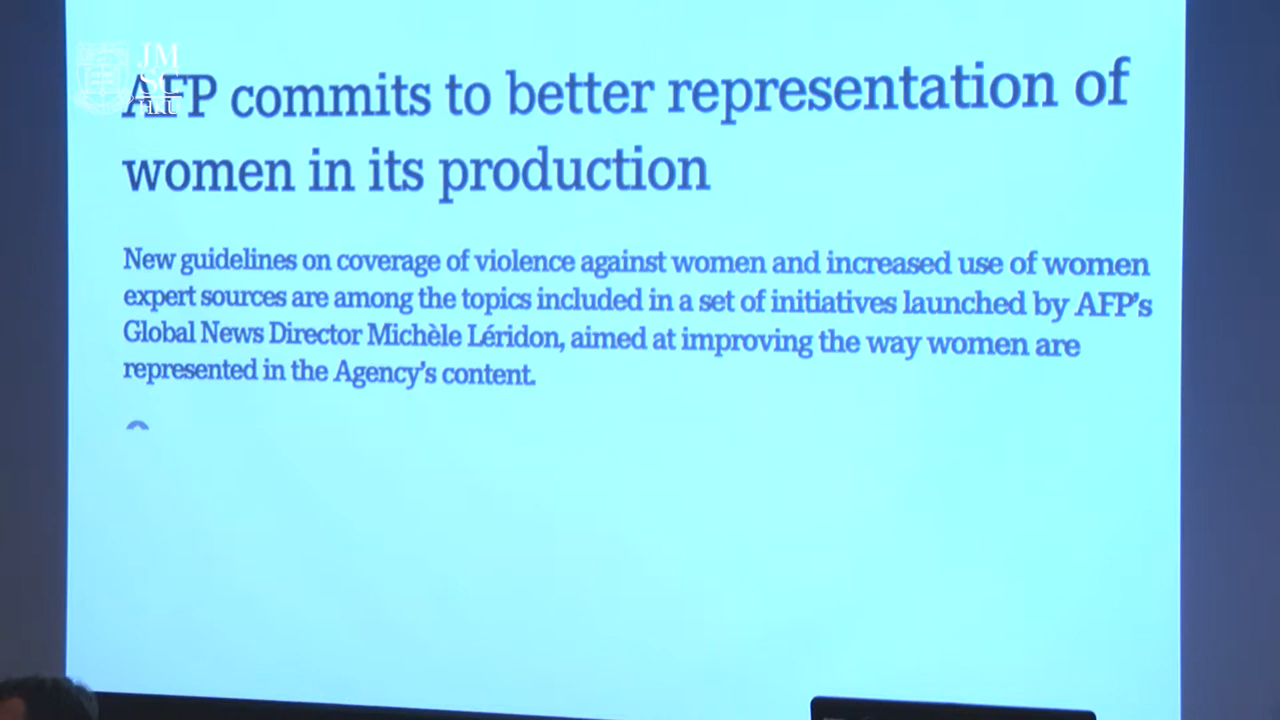 JM
SC
HKU
AFP commits to better representation of
women in its production
New guidelines on coverage of violence against women and increased use of women
expert sources are among the topics included in a set of initiatives launched by AFP's
Global News Director Michèle Léridon, aimed at improving the way women are
represented in the Agency's content.